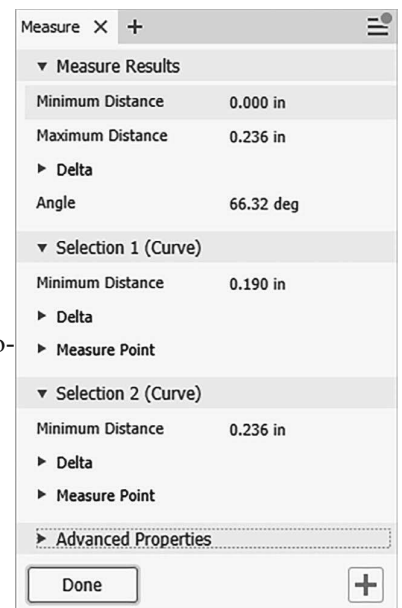 Measure X +
▼ Measure Results
Minimum Distance 0.000 in
Maximum Distance 0.236 in
► Delta
Angle 66.32 deg
▼ Selection 1 (Curve)
Minimum Distance 0.190 in
► Delta
► Measure Point
▼ Selection 2 (Curve)
Minimum Distance 0.236 in
► Delta
► Measure Point
► Advanced Properties
Done +